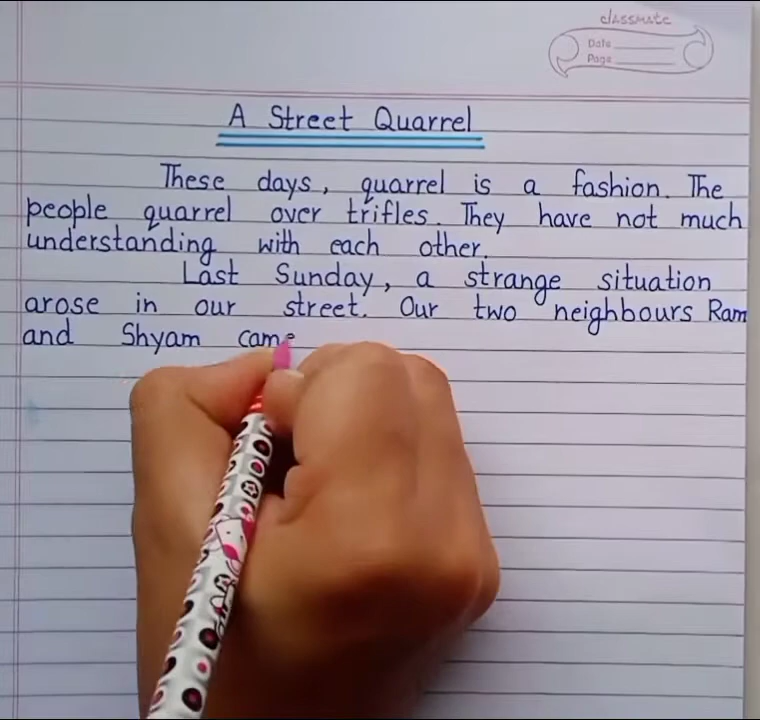 classmate
Date
Page
A Street Quarrel
These days, quarrel is a fashion. The
people quarrel over trifles. They have not much
understanding with each other.
Last Sunday, a strange situation
arose in our street. Our two neighbours Ram
and Shyam came